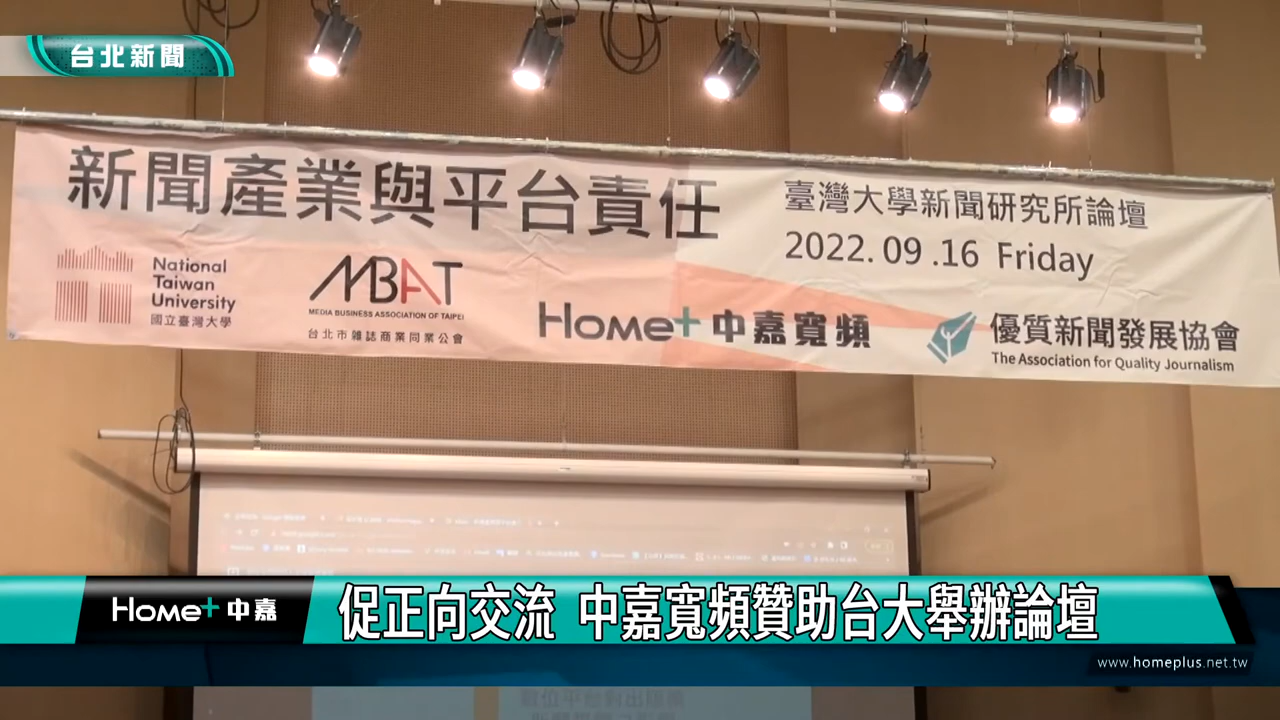 台北新聞
新聞產業與平台責任
臺灣大學新聞研究所論壇
2022.09.16 Friday
National
Taiwan
University
國立臺灣大學
MBAT
MEDIA BUSINESS ASSOCIATION OF TAIPEI
台北市雜誌商業同業公會
Home+ 中嘉寬頻
優質新聞發展協會
The Association for Quality Journalism
Home+ 中嘉
促正向交流 中嘉寬頻贊助台大舉辦論壇
www.homeplus.net.tw